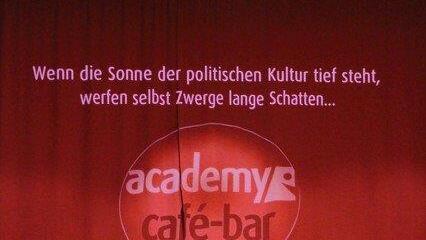 Wenn die Sonne der politischen Kultur tief steht,
werfen selbst Zwerge lange Schatten...
academy
café-bar